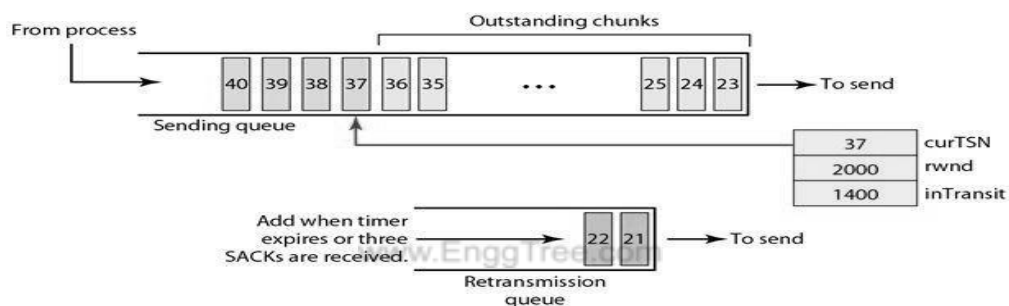 Outstanding chunks
From process
40 39 38 37 36 35 ... 25 24 23
To send
Sending queue
37 curTSN
2000 rwnd
1400 inTransit
Add when timer
expires or three
SACKs are received.
22 21
To send
www.EnggTree.com
Retransmission
queue